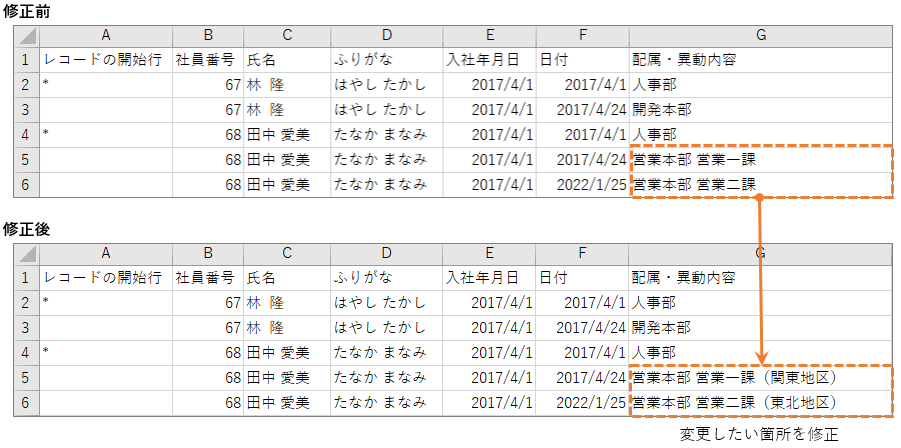 修正前
A B C D E F G
1 レコードの開始行 社員番号 氏名 ふりがな 入社年月日 日付 配属・異動内容
2 * 67 林 隆 はやし たかし 2017/4/1 2017/4/1 人事部
3 67 林 隆 はやし たかし 2017/4/1 2017/4/24 開発本部
4 * 68 田中 愛美 たなか まなみ 2017/4/1 2017/4/1 人事部
5 68 田中 愛美 たなか まなみ 2017/4/1 2017/4/24 営業本部 営業一課
6 68 田中 愛美 たなか まなみ 2017/4/1 2022/1/25 営業本部 営業二課
修正後
A B C D E F G
1 レコードの開始行 社員番号 氏名 ふりがな 入社年月日 日付 配属・異動内容
2 * 67 林 隆 はやし たかし 2017/4/1 2017/4/1 人事部
3 67 林 隆 はやし たかし 2017/4/1 2017/4/24 開発本部
4 * 68 田中 愛美 たなか まなみ 2017/4/1 2017/4/1 人事部
5 68 田中 愛美 たなか まなみ 2017/4/1 2017/4/24 営業本部 営業一課（関東地区）
6 68 田中 愛美 たなか まなみ 2017/4/1 2022/1/25 営業本部 営業二課（東北地区）
変更したい箇所を修正